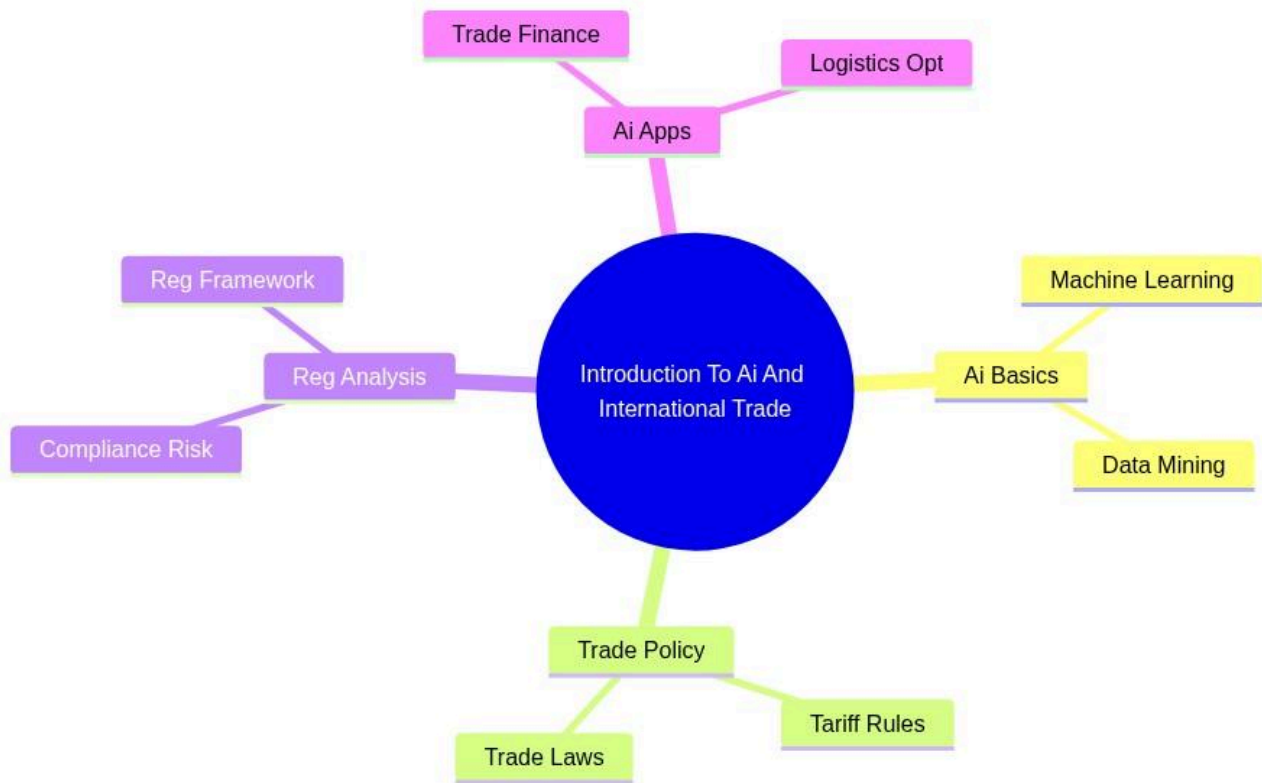 Trade Finance
Logistics Opt
Ai Apps
Reg Framework
Machine Learning
Reg Analysis
Introduction To Ai And
International Trade
Ai Basics
Compliance Risk
Data Mining
Trade Policy
Tariff Rules
Trade Laws